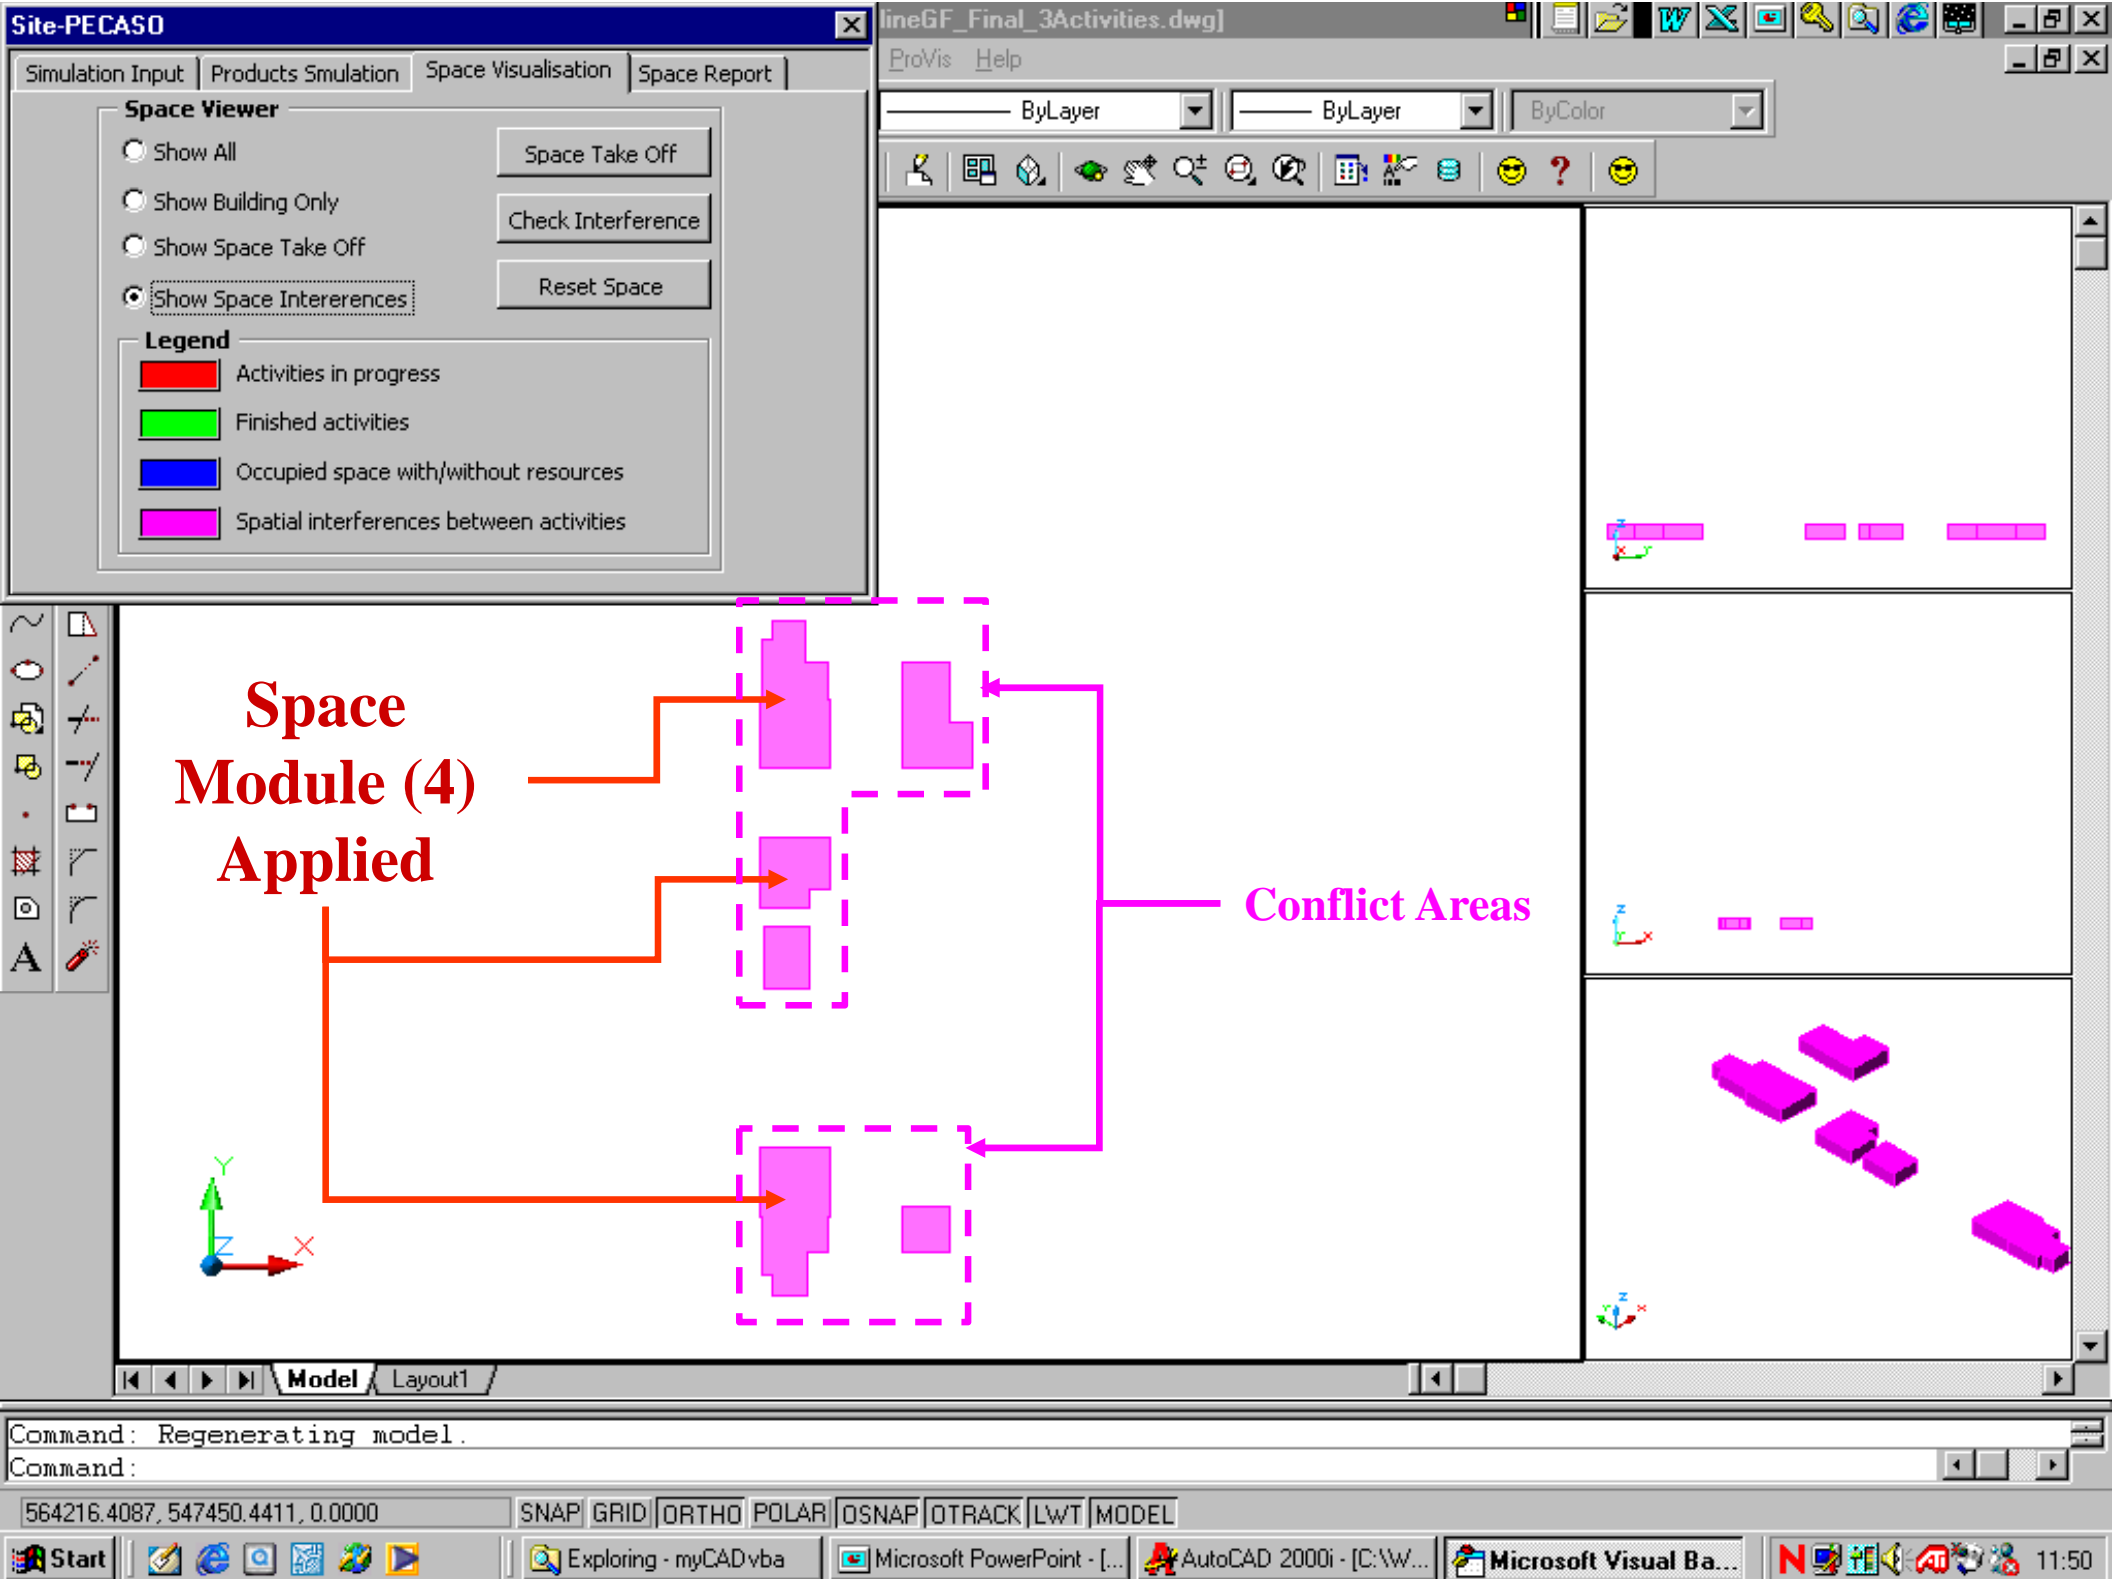 Site-PECASO
lineGF_Final_3Activities.dwg]
ProVis Help
Simulation Input
Products Smulation
Space Visualisation
Space Report
ByLayer
ByLayer
ByColor
Space Viewer
Show All
Show Building Only
Show Space Take Off
Show Space Intererences
Space Take Off
Check Interference
Reset Space
Legend
Activities in progress
Finished activities
Occupied space with/without resources
Spatial interferences between activities
Space
Module (4)
Applied
Conflict Areas
Y
Z
X
Model
Layout1
Command: Regenerating model.
Command:
564216.4087, 547450.4411, 0.0000
SNAP GRID ORTHO POLAR OSNAP OTRACK LWT MODEL
Start
Exploring - myCADvba
Microsoft PowerPoint - [...
AutoCAD 2000i - [C:\W...
Microsoft Visual Ba...
11:50